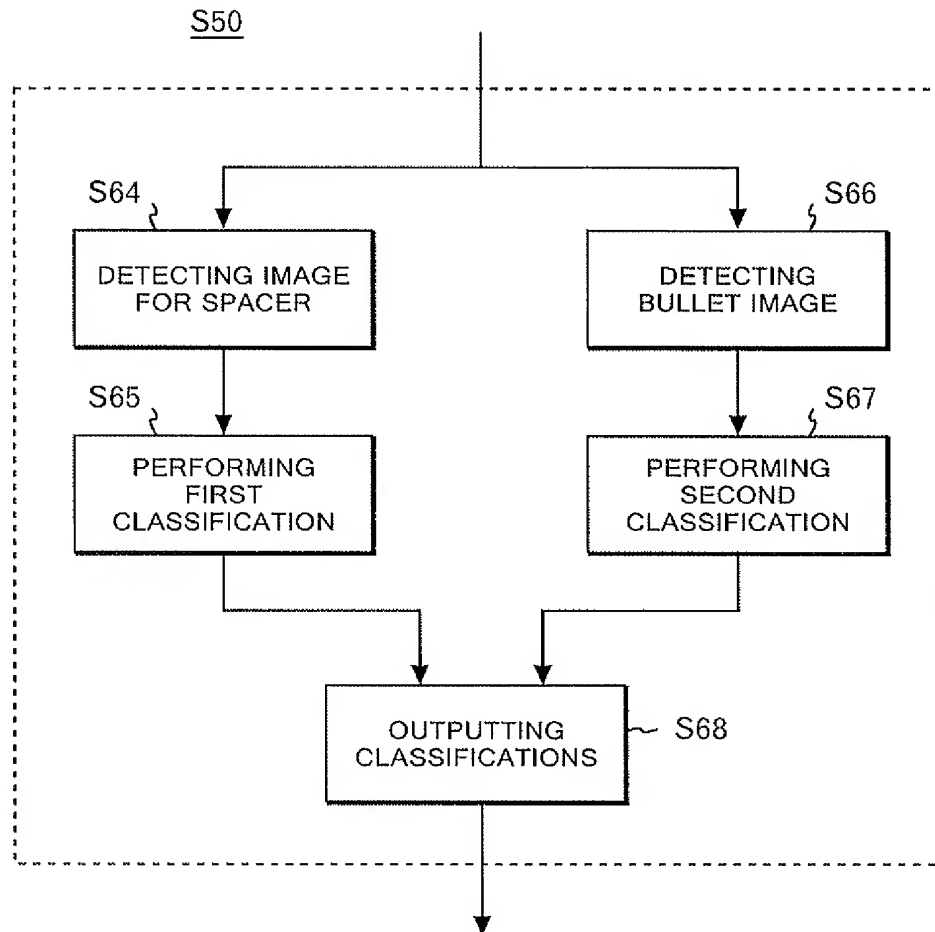 S50
S64
S66
DETECTING IMAGE
FOR SPACER
DETECTING
BULLET IMAGE
S65
S67
PERFORMING
FIRST
CLASSIFICATION
PERFORMING
SECOND
CLASSIFICATION
OUTPUTTING
CLASSIFICATIONS
S68